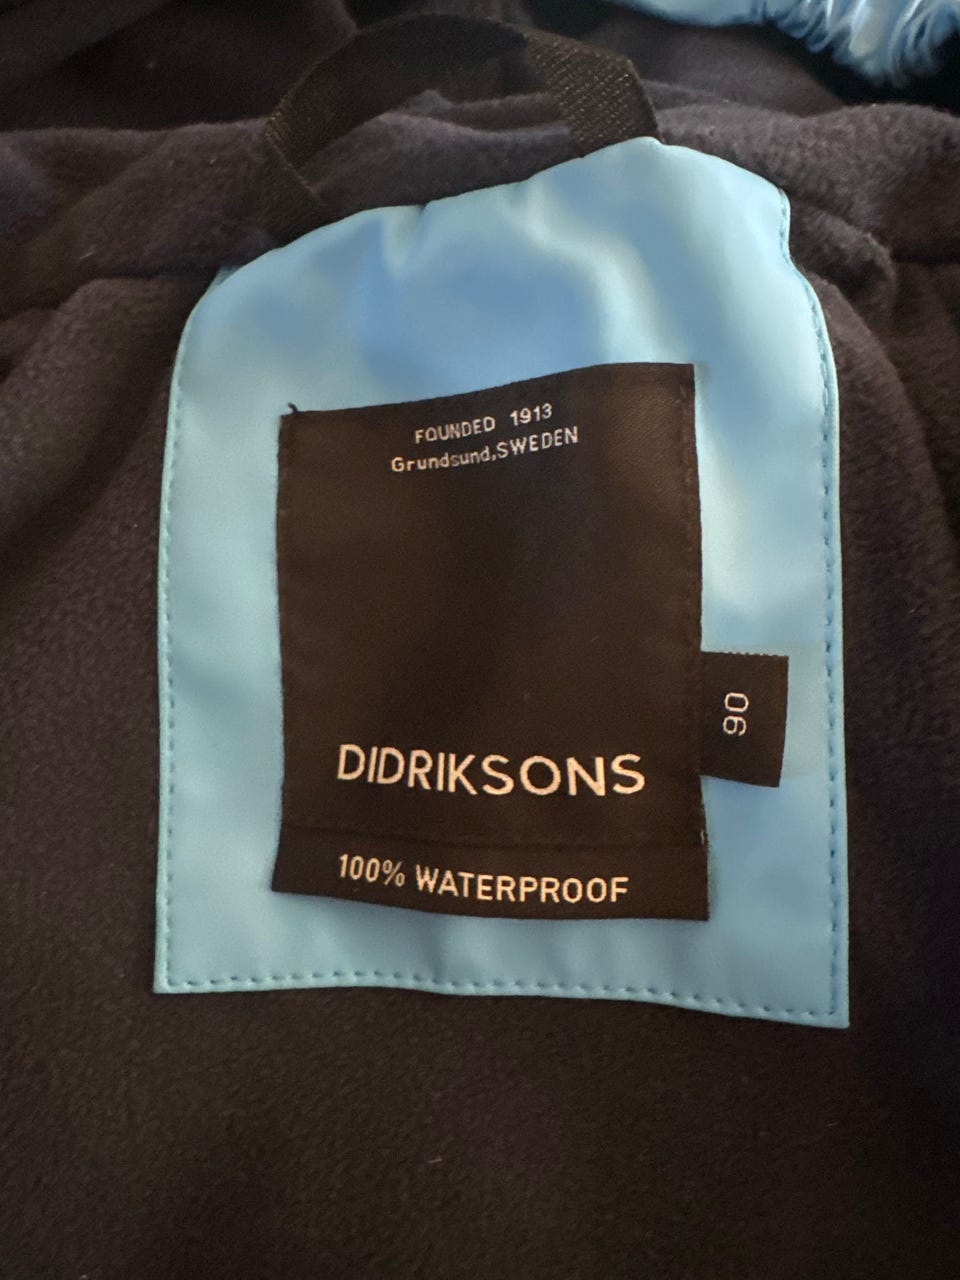 FOUNDED 1913
Grundsund,SWEDEN
DIDRIKSONS
90
100% WATERPROOF